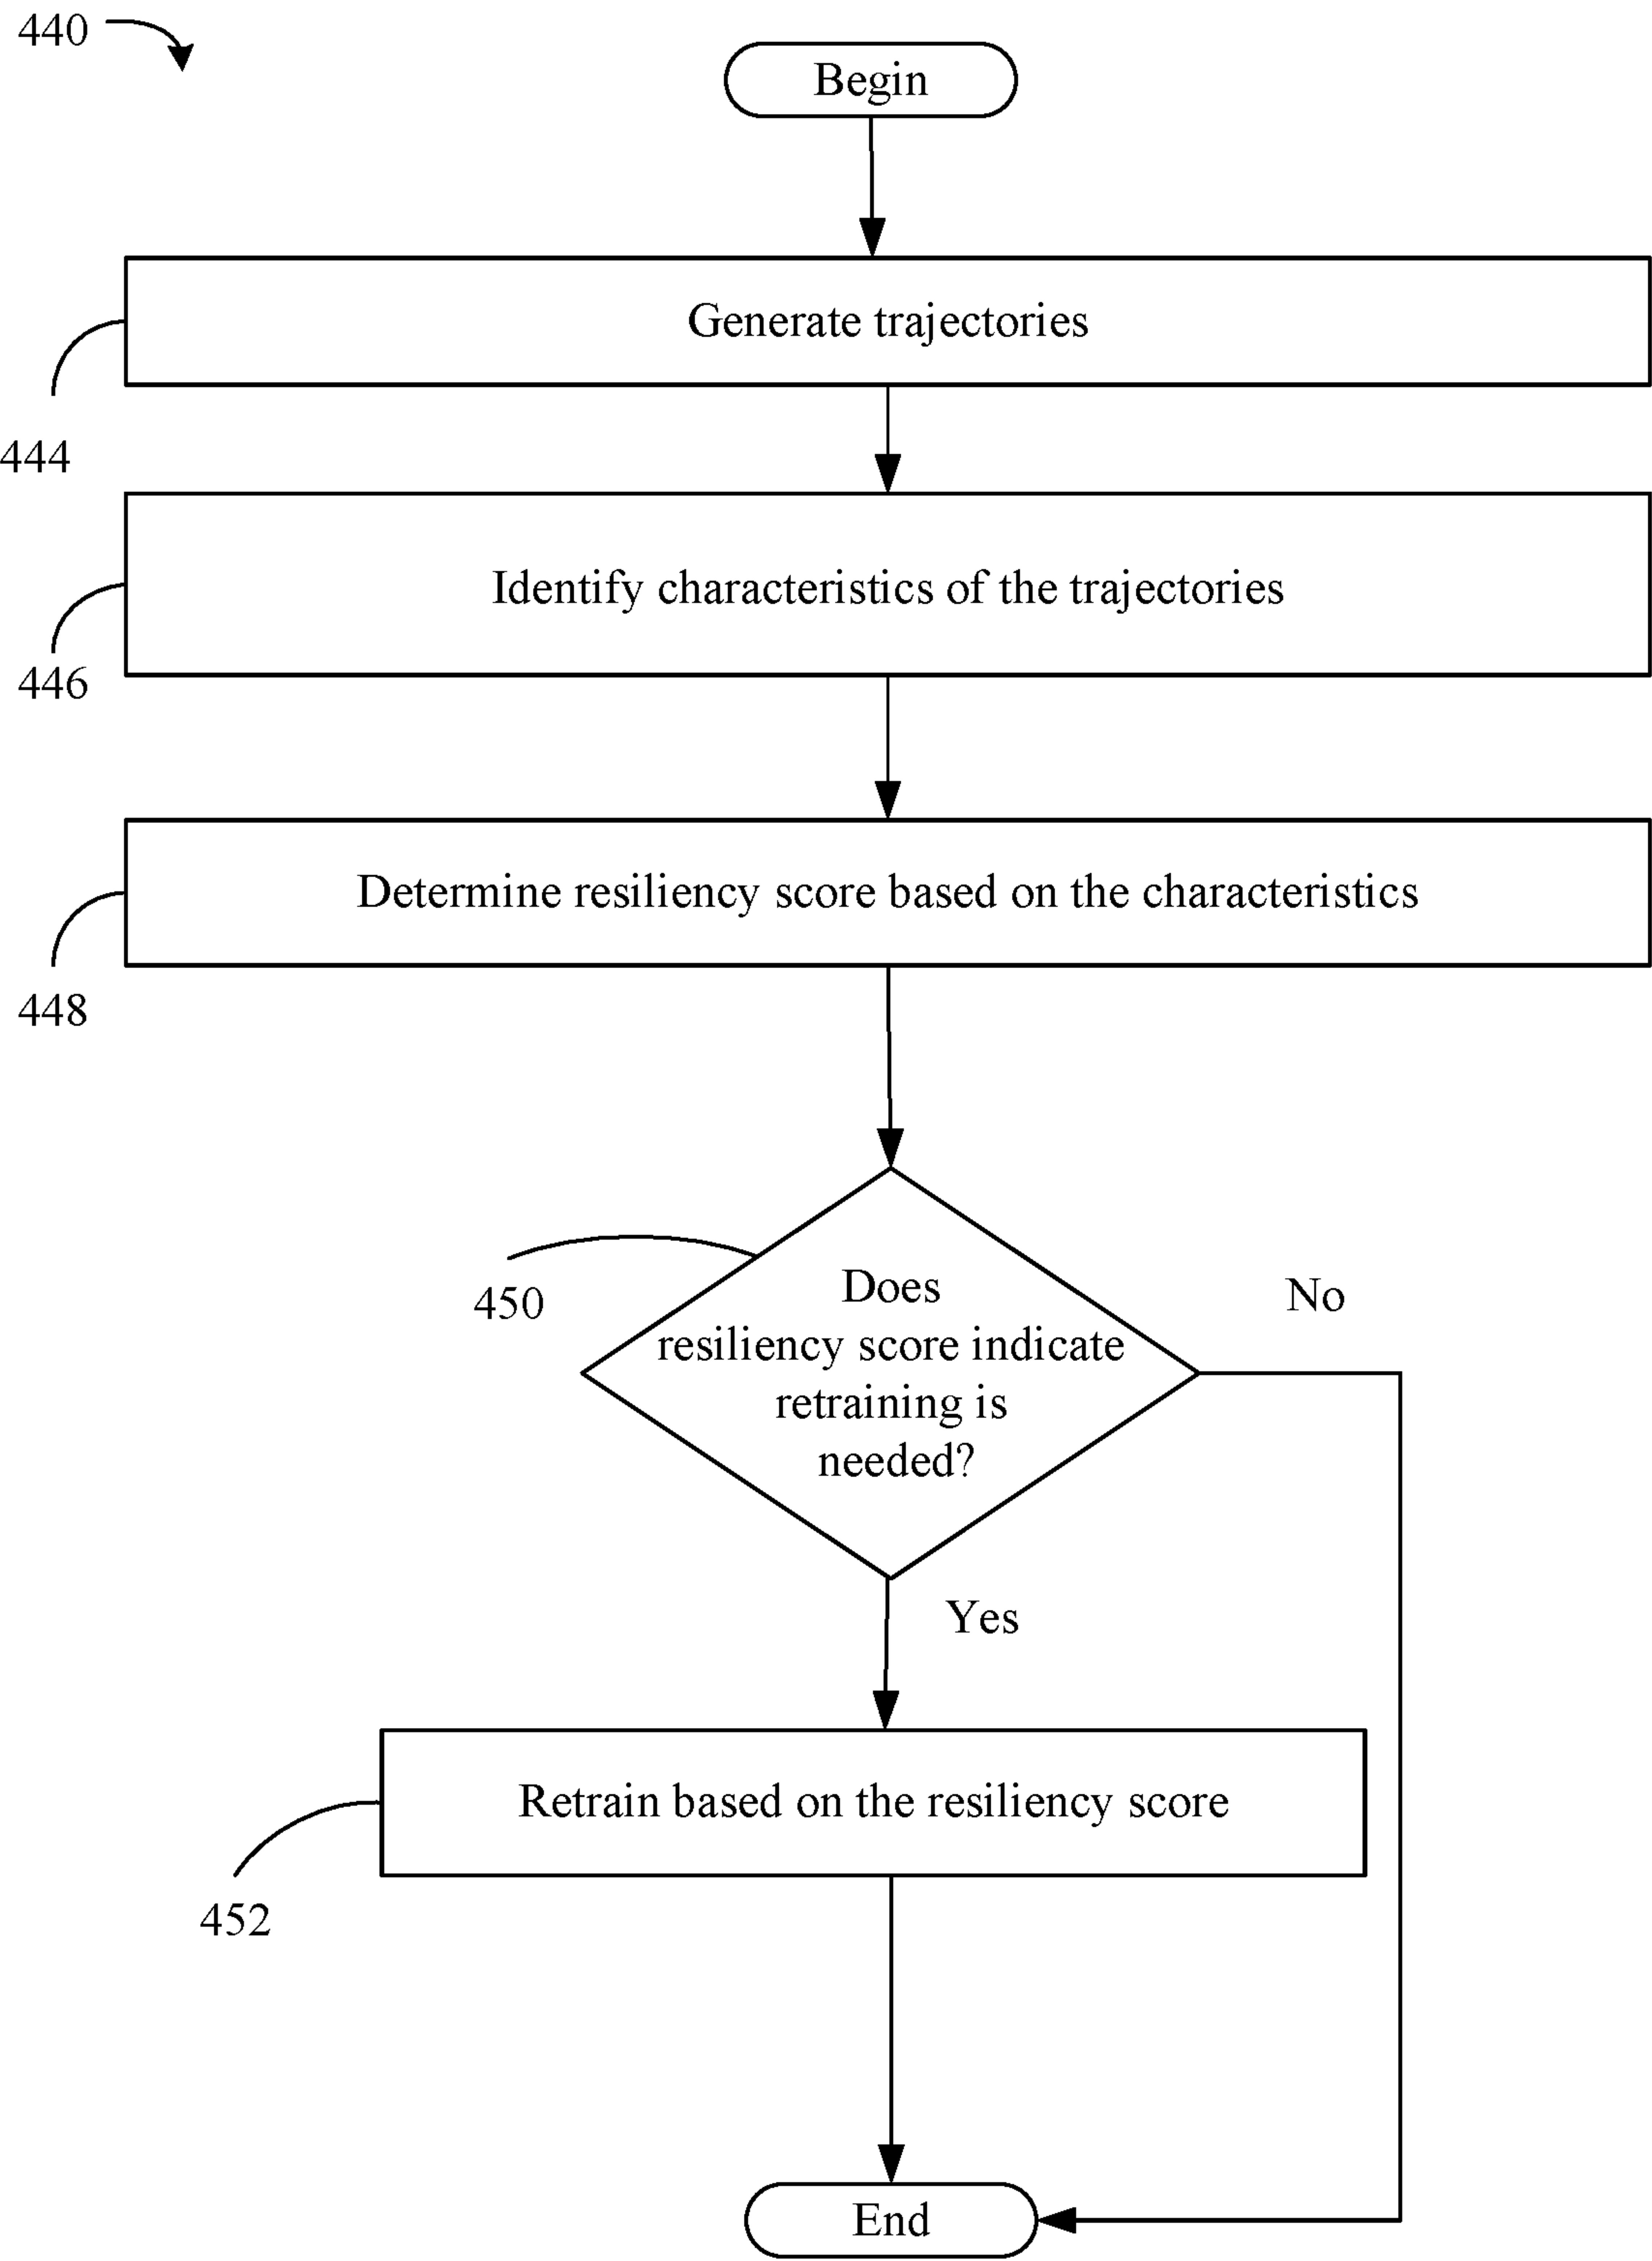 440
Begin
Generate trajectories
444
Identify characteristics of the trajectories
446
Determine resiliency score based on the characteristics
448
Does
resiliency score indicate
retraining is
needed?
450
No
Yes
Retrain based on the resiliency score
452
End